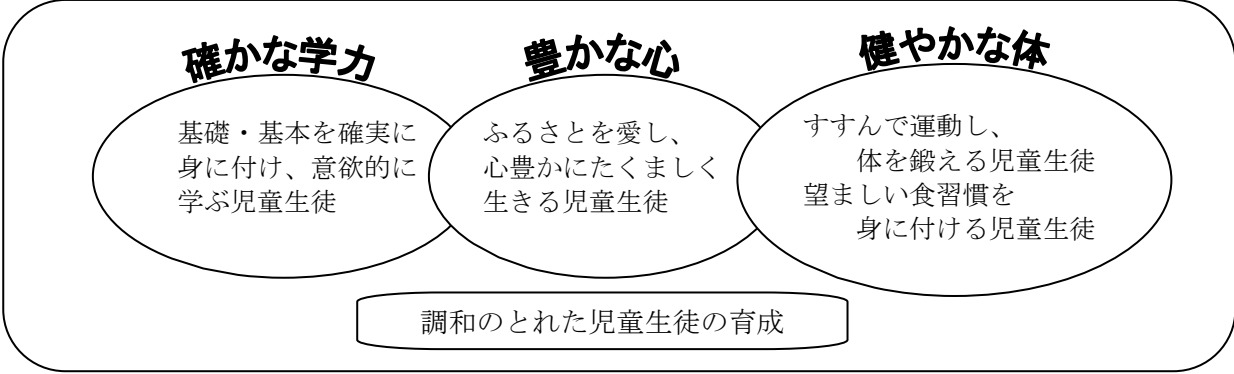 確かな学力
基礎・基本を確実に
身に付け、意欲的に
学ぶ児童生徒
豊かな心
ふるさとを愛し、
心豊かにたくましく
生きる児童生徒
健やかな体
すすんで運動し、
体を鍛える児童生徒
望ましい食習慣を
身に付ける児童生徒
調和のとれた児童生徒の育成